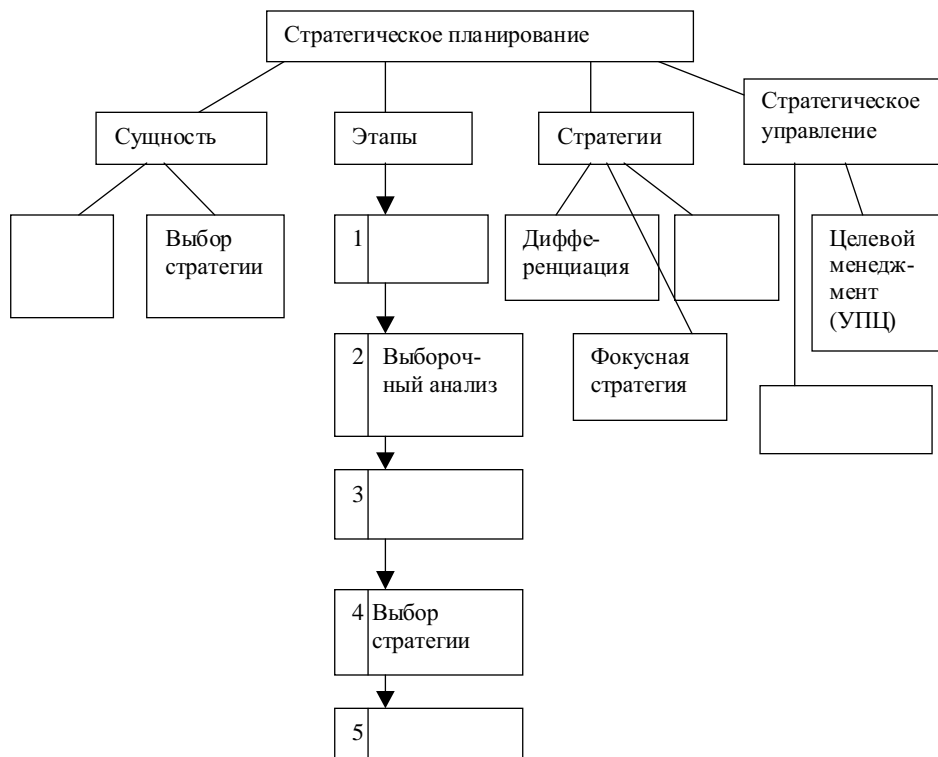 Стратегическое планирование
Стратегическое
управление
Сущность
Этапы
Стратегии
Выбор
стратегии
1
Диффе-
ренциация
Целевой
менедж-
мент
(УПЦ)
2 Выбороч-
ный анализ
Фокусная
стратегия
3
4 Выбор
стратегии
5